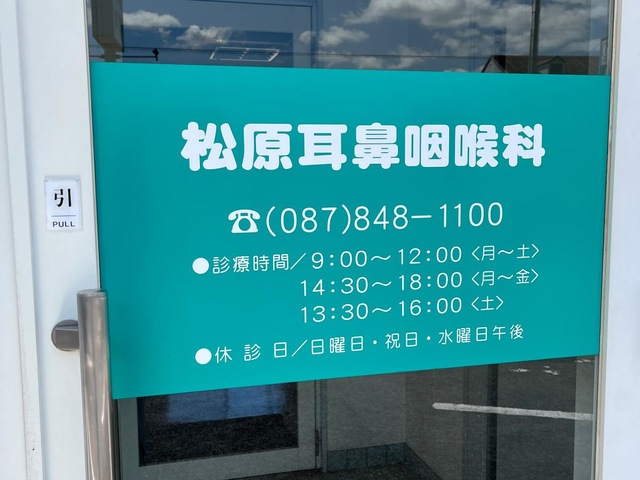 松原耳鼻咽喉科
引
PULL
☎(087)848－1100
●診療時間／9:00～12:00〈月～土〉
14:30～18:00〈月～金〉
13:30～16:00〈土〉
●休診日／日曜日・祝日・水曜日午後